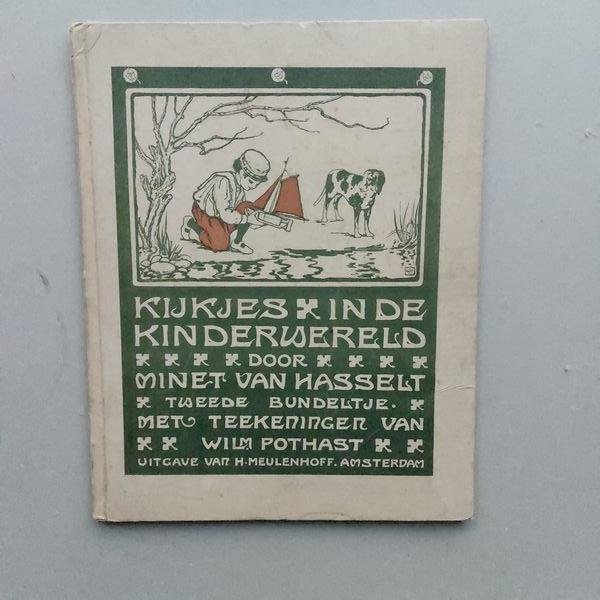 KIJKJES IN DE
KINDERWERELD
DOOR
MINET VAN HASSELT
TWEEDE BUNDELTJE.
MET TEEKENINGEN VAN
WILM POTHAST
UITGAVE VAN H. MEULENHOFF. AMSTERDAM